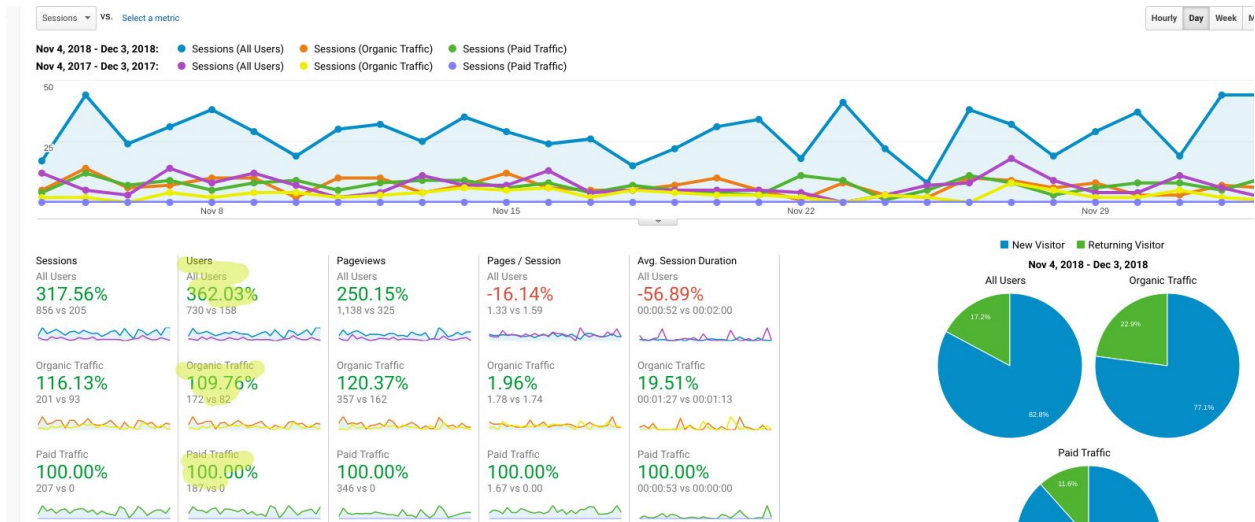 Sessions VS. Select a metric
Hourly Day Week M
Nov 4, 2018 - Dec 3, 2018: Sessions (All Users) Sessions (Organic Traffic) Sessions (Paid Traffic)
Nov 4, 2017 - Dec 3, 2017: Sessions (All Users) Sessions (Organic Traffic) Sessions (Paid Traffic)
50
25
Nov 8 Nov 15 Nov 22 Nov 29
Sessions
All Users
317.56%
856 vs 205
Organic Traffic
116.13%
201 vs 93
Paid Traffic
100.00%
207 vs 0
Users
All Users
362.03%
730 vs 158
Organic Traffic
109.76%
172 vs 82
Paid Traffic
100.00%
187 vs 0
Pageviews
All Users
250.15%
1,138 vs 325
Organic Traffic
120.37%
357 vs 162
Paid Traffic
100.00%
346 vs 0
Pages / Session
All Users
-16.14%
1.33 vs 1.59
Organic Traffic
1.96%
1.78 vs 1.74
Paid Traffic
100.00%
1.67 vs 0.00
Avg. Session Duration
All Users
-56.89%
00:00:52 vs 00:02:00
Organic Traffic
19.51%
00:01:27 vs 00:01:13
Paid Traffic
100.00%
00:00:53 vs 00:00:00
New Visitor Returning Visitor
Nov 4, 2018 - Dec 3, 2018
All Users
17.2%
82.8%
Organic Traffic
22.9%
77.1%
Paid Traffic
11.6%